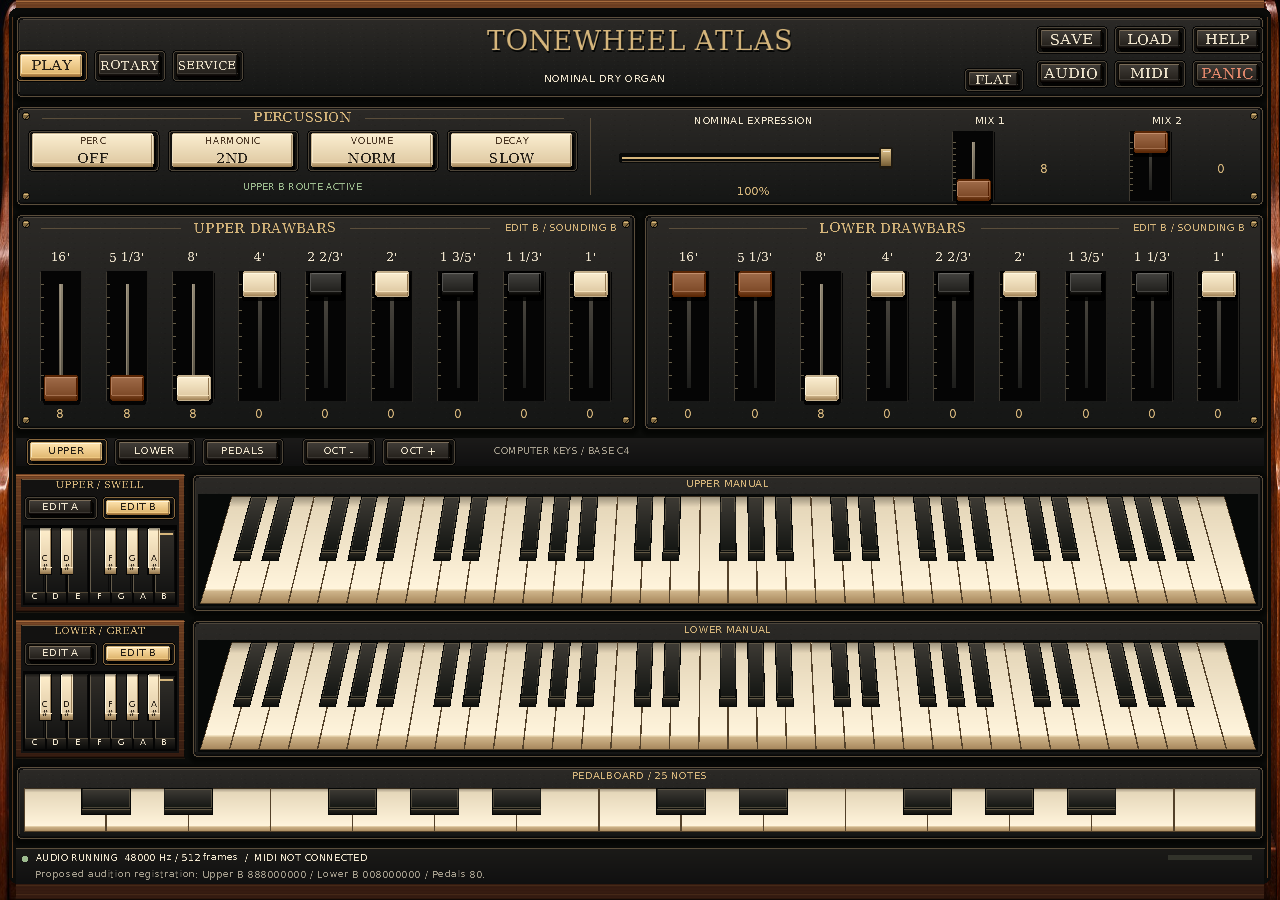 TONEWHEEL ATLAS
NOMINAL DRY ORGAN
PLAY ROTARY SERVICE
FLAT
SAVE LOAD HELP
AUDIO MIDI PANIC
PERCUSSION
PERC HARMONIC VOLUME DECAY
OFF 2ND NORM SLOW
UPPER B ROUTE ACTIVE
NOMINAL EXPRESSION
100%
MIX 1 MIX 2
8 0
UPPER DRAWBARS EDIT B / SOUNDING B
16' 5 1/3' 8' 4' 2 2/3' 2' 1 3/5' 1 1/3' 1'
8 8 8 0 0 0 0 0 0
LOWER DRAWBARS EDIT B / SOUNDING B
16' 5 1/3' 8' 4' 2 2/3' 2' 1 3/5' 1 1/3' 1'
0 0 8 0 0 0 0 0 0
UPPER LOWER PEDALS OCT - OCT + COMPUTER KEYS / BASE C4
UPPER / SWELL
EDIT A EDIT B
C# D# F# G# A#
C D E F G A B
UPPER MANUAL
LOWER / GREAT
EDIT A EDIT B
C# D# F# G# A#
C D E F G A B
LOWER MANUAL
PEDALBOARD / 25 NOTES
AUDIO RUNNING 48000 Hz / 512 frames / MIDI NOT CONNECTED
Proposed audition registration: Upper B 888000000 / Lower B 008000000 / Pedals 80.